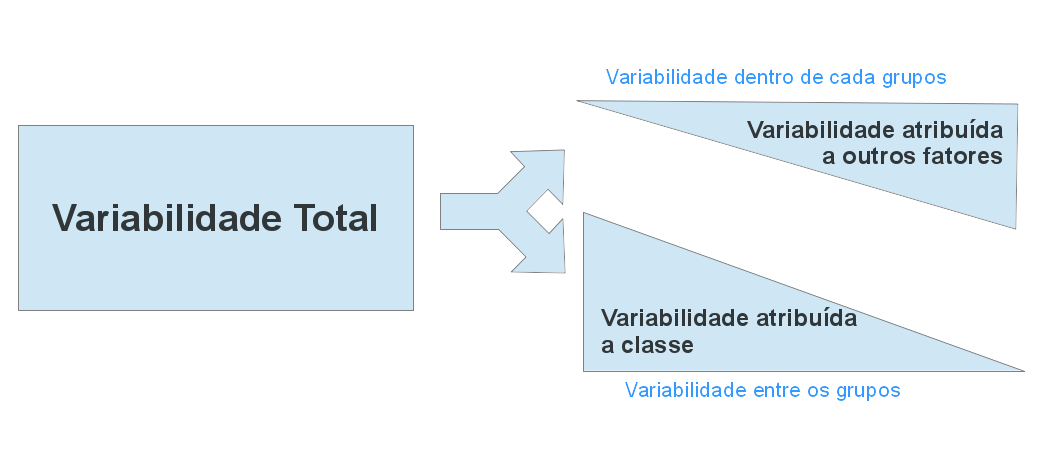 Variabilidade Total
Variabilidade dentro de cada grupos
Variabilidade atribuída
a outros fatores
Variabilidade atribuída
a classe
Variabilidade entre os grupos